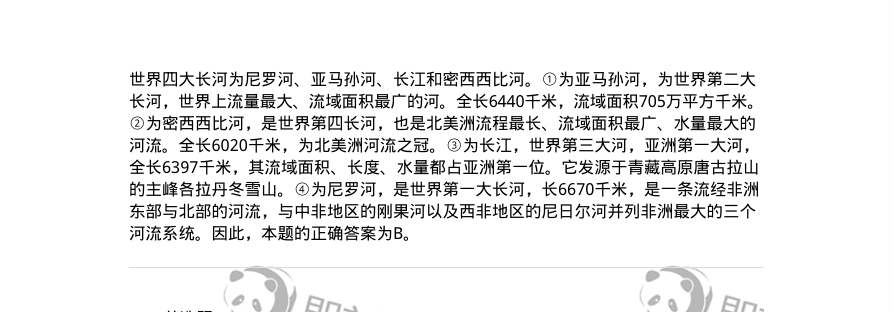 世界四大长河为尼罗河、亚马孙河、长江和密西西比河。①为亚马孙河，为世界第二大
长河，世界上流量最大、流域面积最广的河。全长6440千米，流域面积705万平方千米。
②为密西西比河，是世界第四长河，也是北美洲流程最长、流域面积最广、水量最大的
河流。全长6020千米，为北美洲河流之冠。③为长江，世界第三大河，亚洲第一大河，
全长6397千米，其流域面积、长度、水量都占亚洲第一位。它发源于青藏高原唐古拉山
的主峰各拉丹冬雪山。④为尼罗河，是世界第一大长河，长6670千米，是一条流经非洲
东部与北部的河流，与中非地区的刚果河以及西非地区的尼日尔河并列非洲最大的三个
河流系统。因此，本题的正确答案为B。